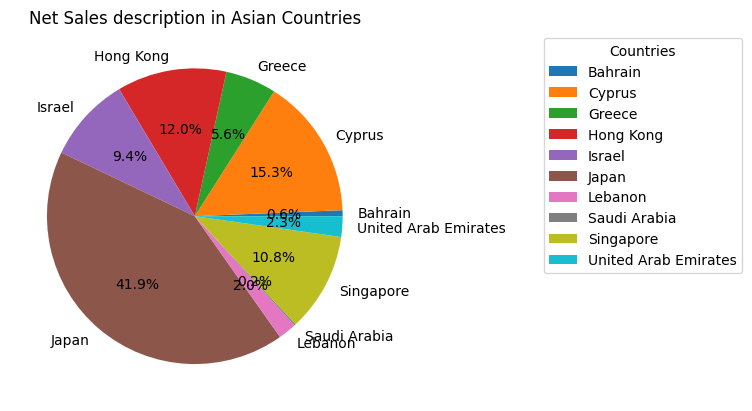 Net Sales description in Asian Countries
Hong Kong
Greece
Israel
Cyprus
12.0%
5.6%
9.4%
15.3%
0.6%
Bahrain
2.3%
United Arab Emirates
10.8%
0.2%
2.0%
41.9%
Singapore
Saudi Arabia
Lebanon
Japan
Countries
Bahrain
Cyprus
Greece
Hong Kong
Israel
Japan
Lebanon
Saudi Arabia
Singapore
United Arab Emirates